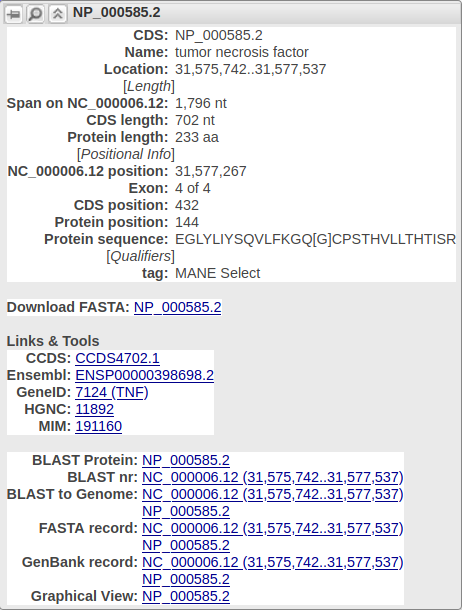 NP_000585.2
CDS: NP_000585.2
Name: tumor necrosis factor
Location: 31,575,742..31,577,537
[Length]
Span on NC_000006.12: 1,796 nt
CDS length: 702 nt
Protein length: 233 aa
[Positional Info]
NC_000006.12 position: 31,577,267
Exon: 4 of 4
CDS position: 432
Protein position: 144
Protein sequence: EGLYLIYSQVLFKGQ[G]CPSTHVLLTHTISR
[Qualifiers]
tag: MANE Select
Download FASTA: NP_000585.2
Links & Tools
CCDS: CCDS4702.1
Ensembl: ENSP00000398698.2
GeneID: 7124 (TNF)
HGNC: 11892
MIM: 191160
BLAST Protein: NP_000585.2
BLAST nr: NC_000006.12 (31,575,742..31,577,537)
BLAST to Genome: NC_000006.12 (31,575,742..31,577,537)
NP_000585.2
FASTA record: NC_000006.12 (31,575,742..31,577,537)
NP_000585.2
GenBank record: NC_000006.12 (31,575,742..31,577,537)
NP_000585.2
Graphical View: NP_000585.2